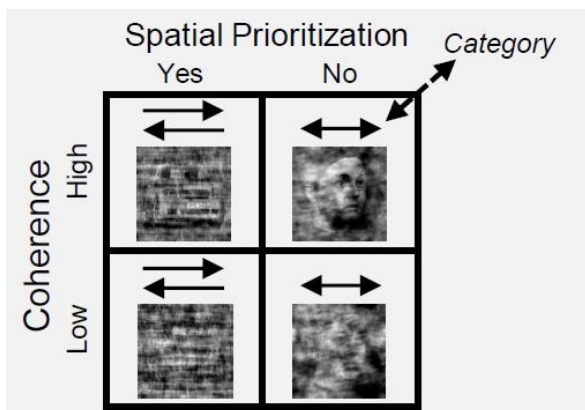 Spatial Prioritization
Category
Yes No
Coherence
High
Low